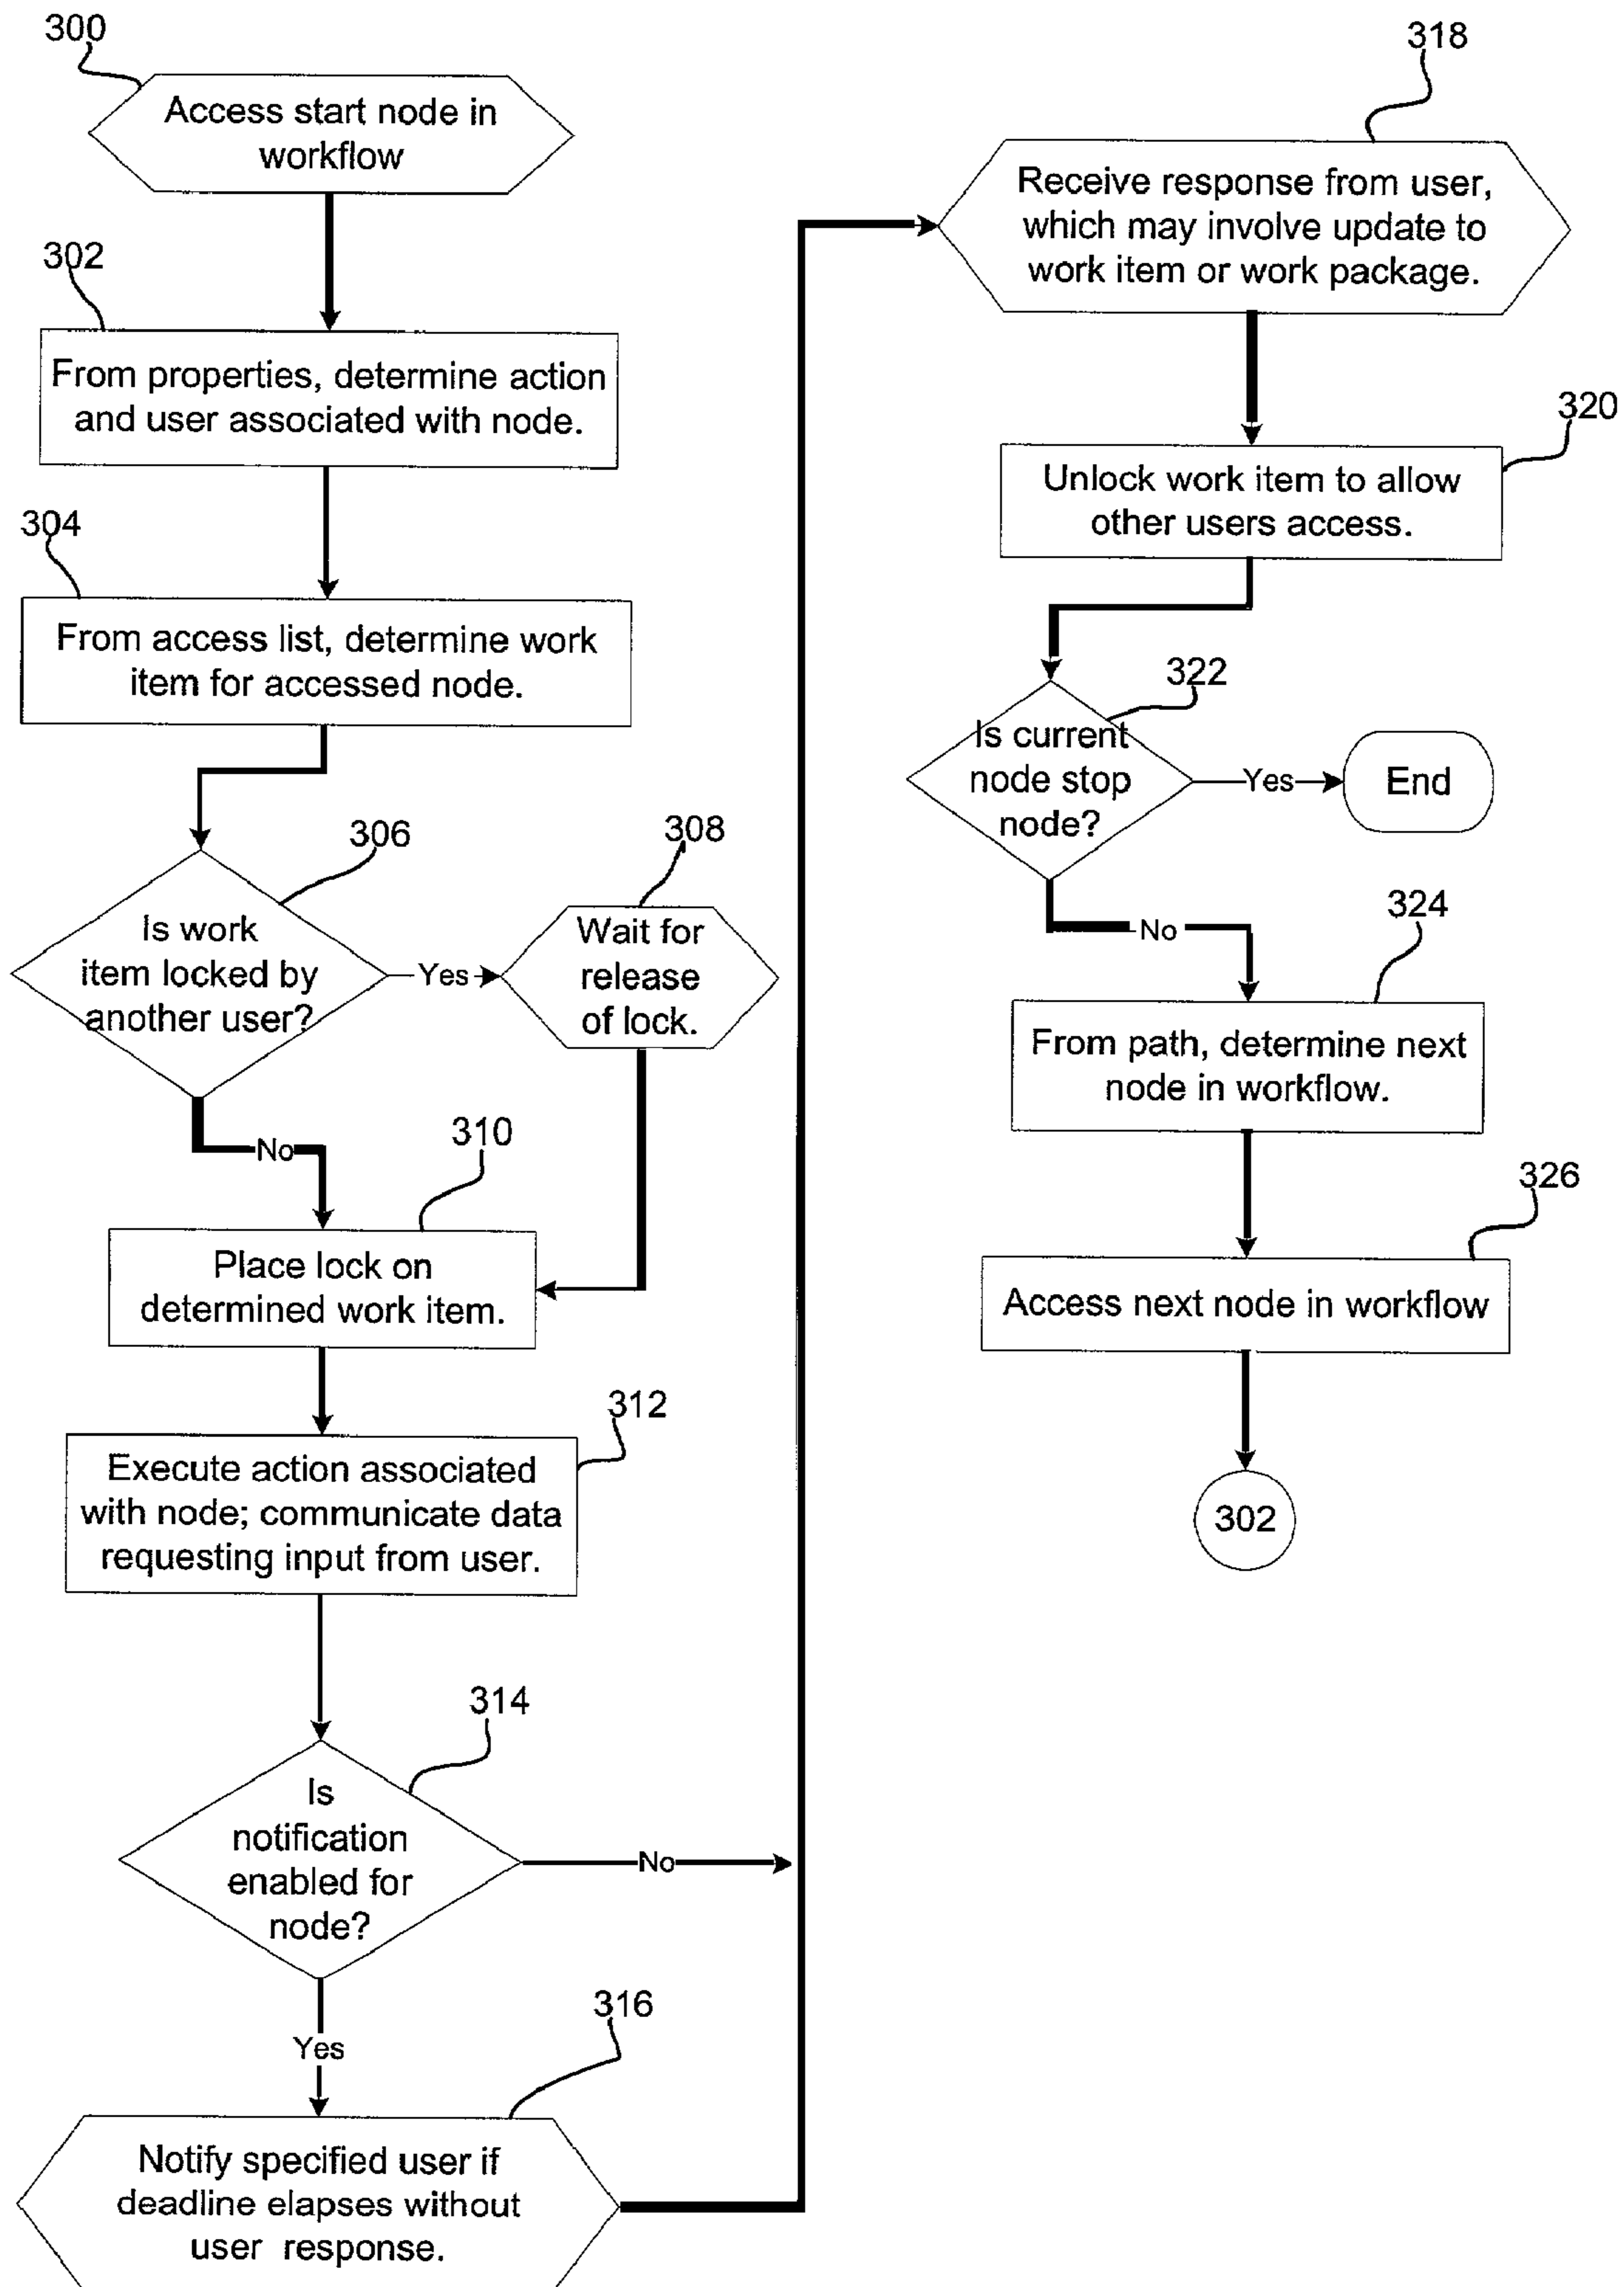 300
Access start node in
workflow
302
From properties, determine action
and user associated with node.
304
From access list, determine work
item for accessed node.
306
Is work
item locked by
another user?
Yes
308
Wait for
release
of lock.
No
310
Place lock on
determined work item.
312
Execute action associated
with node; communicate data
requesting input from user.
314
Is
notification
enabled for
node?
No
Yes
316
Notify specified user if
deadline elapses without
user response.
318
Receive response from user,
which may involve update to
work item or work package.
320
Unlock work item to allow
other users access.
322
Is current
node stop
node?
Yes
End
No
324
From path, determine next
node in workflow.
326
Access next node in workflow
302